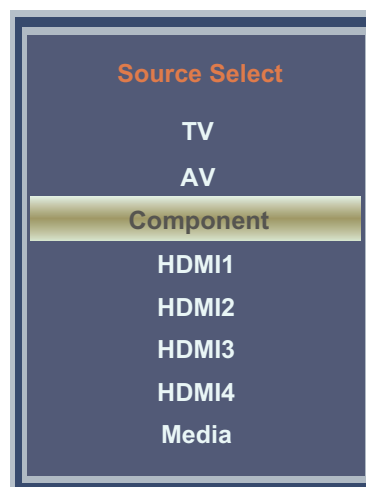 Source Select
TV
AV
Component
HDMI1
HDMI2
HDMI3
HDMI4
Media